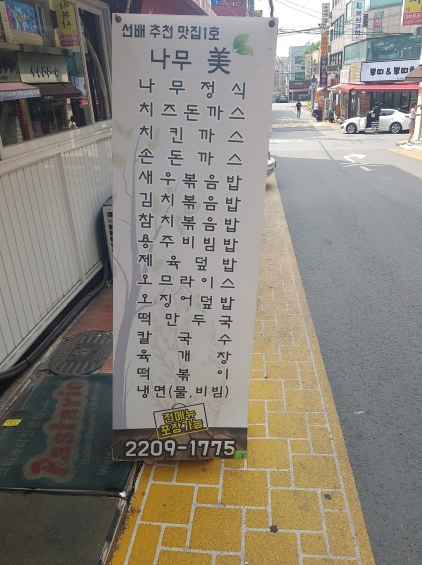 선배 추천 맛집1호
나무 美
나무정식
치즈돈까스
치킨까스
손돈까스
새우볶음밥
김치볶음밥
참치볶음밥
용주비빔밥
제육덮밥
오므라이스
오징어덮밥
떡만두국
칼국수
육개장
떡볶이
냉면(물,비빔)
전메뉴
포장가능
2209-1775
Pastario